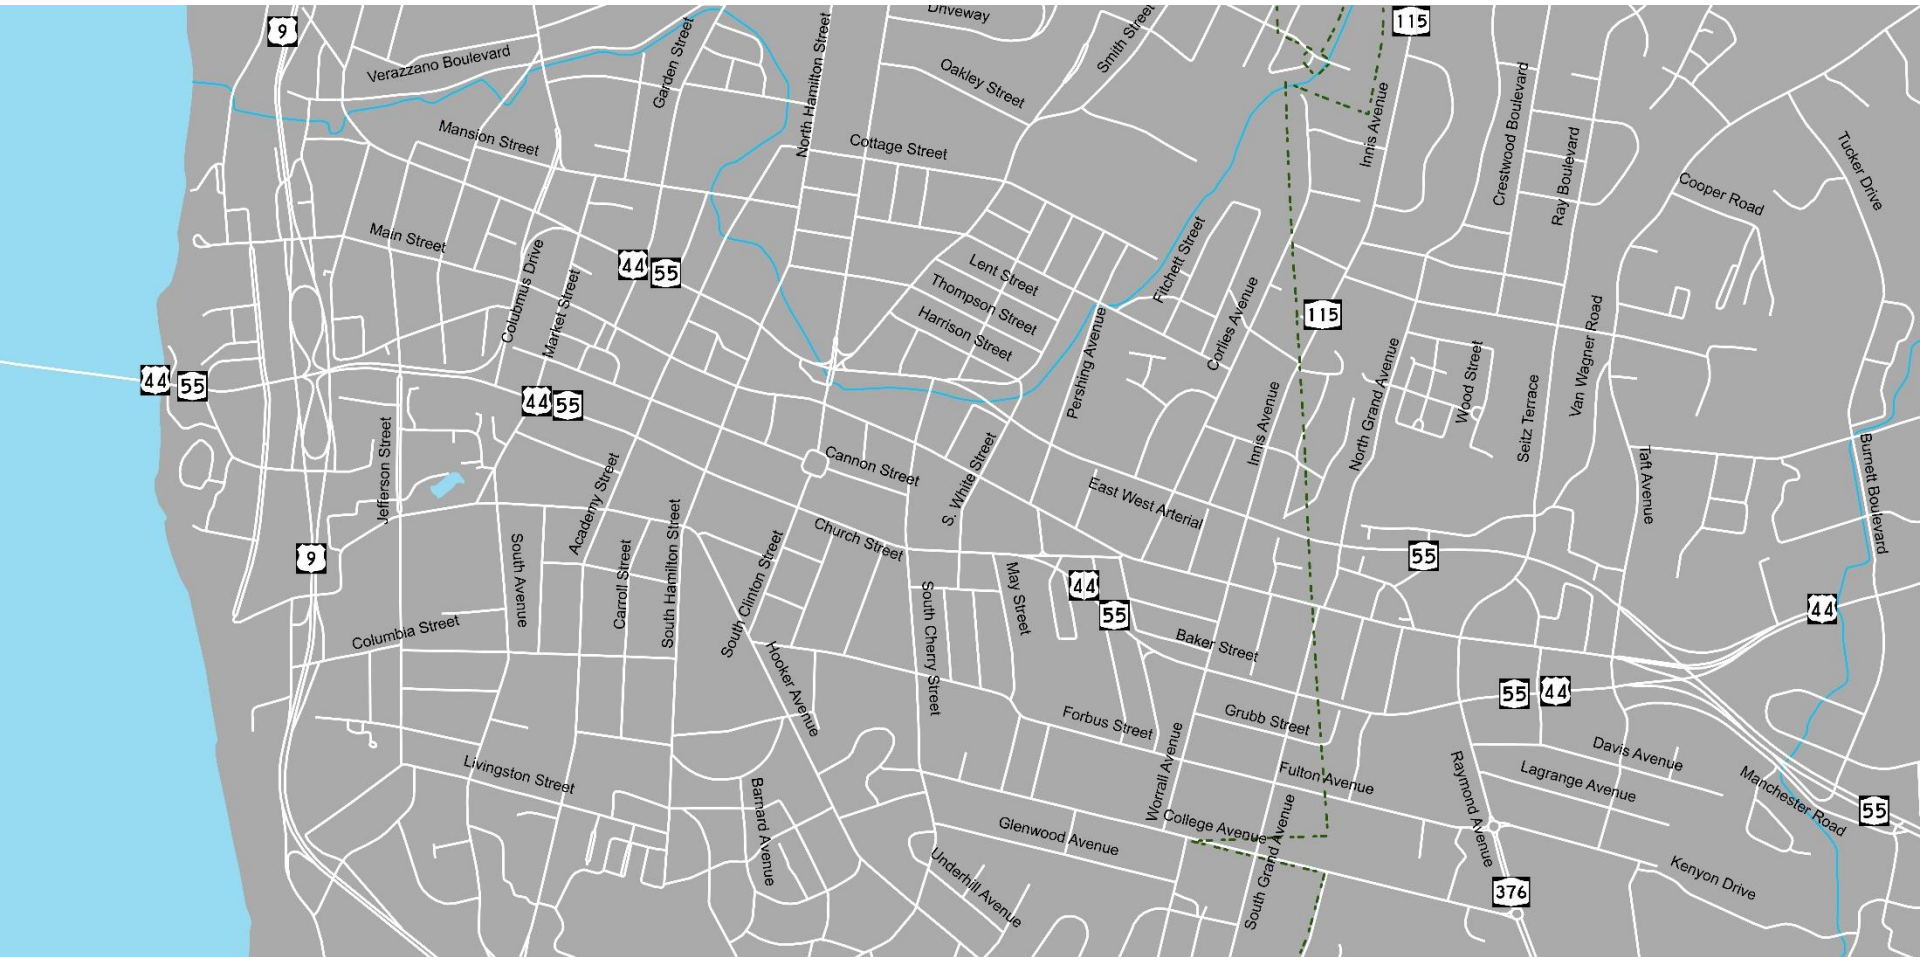 9
115
Driveway
Smith Street
Verazzano Boulevard
Garden Street
North Hamilton Street
Oakley Street
Innis Avenue
Crestwood Boulevard
Ray Boulevard
Mansion Street
Cottage Street
Tucker Drive
Cooper Road
Main Street
Columbus Drive
Market Street
44
55
Lent Street
Thompson Street
Harrison Street
Fitchett Street
Corlies Avenue
Pershing Avenue
115
Van Wagner Road
Wood Street
North Grand Avenue
Seitz Terrace
44
55
44
55
Innis Avenue
Jefferson Street
Academy Street
Cannon Street
S. White Street
East West Arterial
Taft Avenue
Burnett Boulevard
9
South Avenue
Carroll Street
South Hamilton Street
South Clinton Street
Church Street
55
May Street
44
55
44
Columbia Street
Hooker Avenue
South Cherry Street
Baker Street
55
44
Forbus Street
Grubb Street
Worrall Avenue
Livingston Street
Barnard Avenue
Fulton Avenue
Raymond Avenue
Davis Avenue
Lagrange Avenue
Manchester Road
55
Glenwood Avenue
College Avenue
South Grand Avenue
Underhill Avenue
376
Kenyon Drive